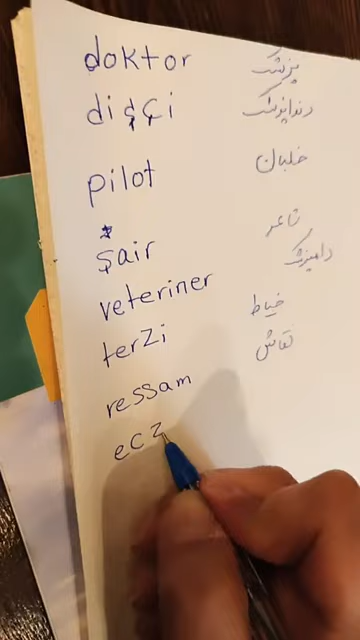 doktor پزشک
dişçi دندانپزشک
pilot خلبان
şair شاعر
veteriner دامپزشک
terzi خیاط
ressam نقاش
ecz